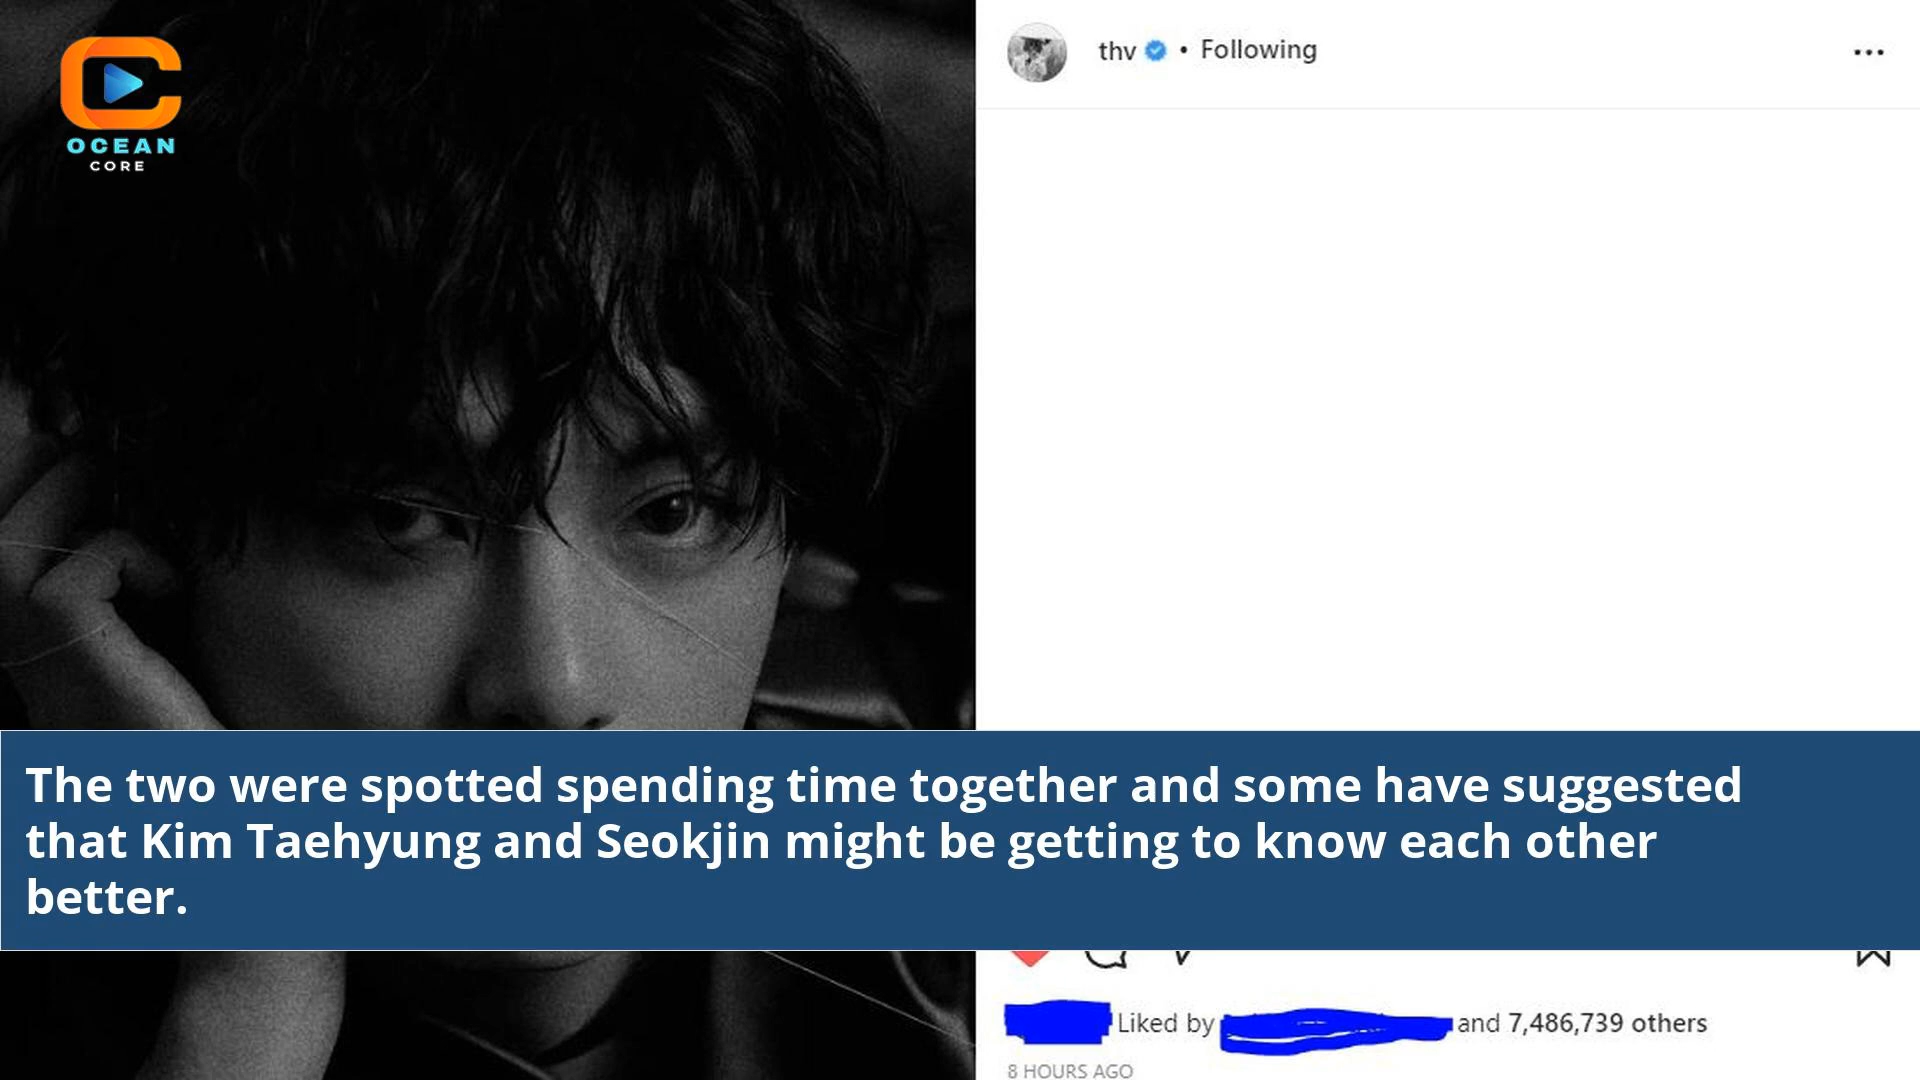 OCEAN
CORE
thv • Following
The two were spotted spending time together and some have suggested
that Kim Taehyung and Seokjin might be getting to know each other
better.
Liked by and 7,486,739 others
8 HOURS AGO